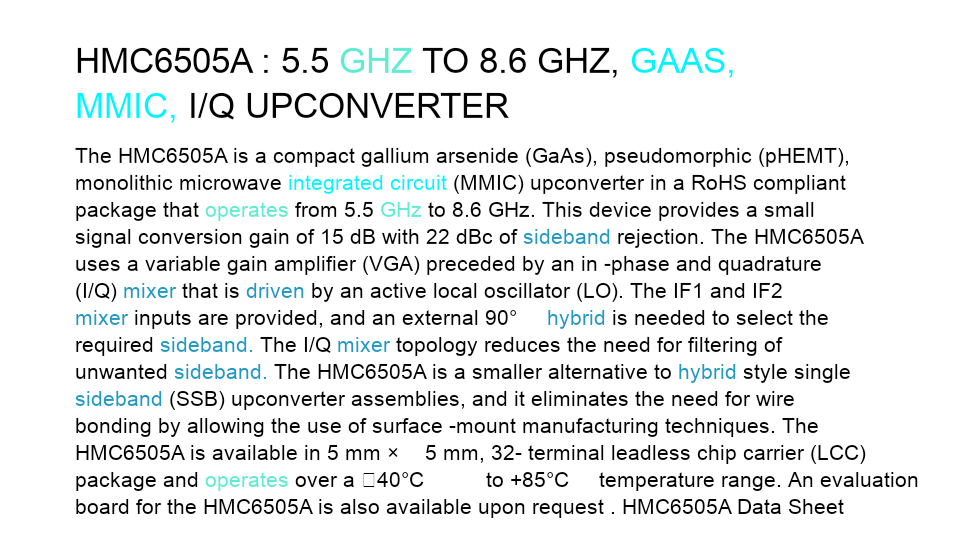 HMC6505A : 5.5 GHZ TO 8.6 GHZ, GAAS,
MMIC, I/Q UPCONVERTER
The HMC6505A is a compact gallium arsenide (GaAs), pseudomorphic (pHEMT),
monolithic microwave integrated circuit (MMIC) upconverter in a RoHS compliant
package that operates from 5.5 GHz to 8.6 GHz. This device provides a small
signal conversion gain of 15 dB with 22 dBc of sideband rejection. The HMC6505A
uses a variable gain amplifier (VGA) preceded by an in -phase and quadrature
(I/Q) mixer that is driven by an active local oscillator (LO). The IF1 and IF2
mixer inputs are provided, and an external 90° hybrid is needed to select the
required sideband. The I/Q mixer topology reduces the need for filtering of
unwanted sideband. The HMC6505A is a smaller alternative to hybrid style single
sideband (SSB) upconverter assemblies, and it eliminates the need for wire
bonding by allowing the use of surface -mount manufacturing techniques. The
HMC6505A is available in 5 mm × 5 mm, 32- terminal leadless chip carrier (LCC)
package and operates over a □40°C to +85°C temperature range. An evaluation
board for the HMC6505A is also available upon request . HMC6505A Data Sheet